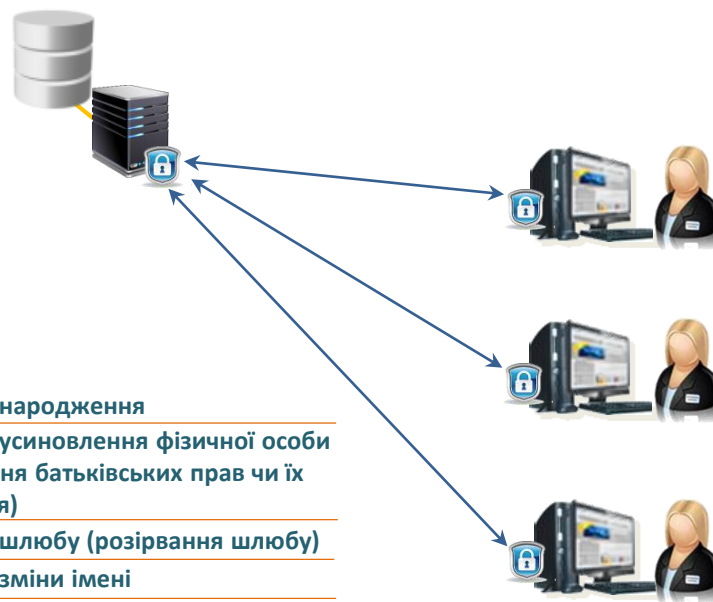 народження
усиновлення фізичної особи
ня батьківських прав чи їх
я)
шлюбу (розірвання шлюбу)
зміни імені